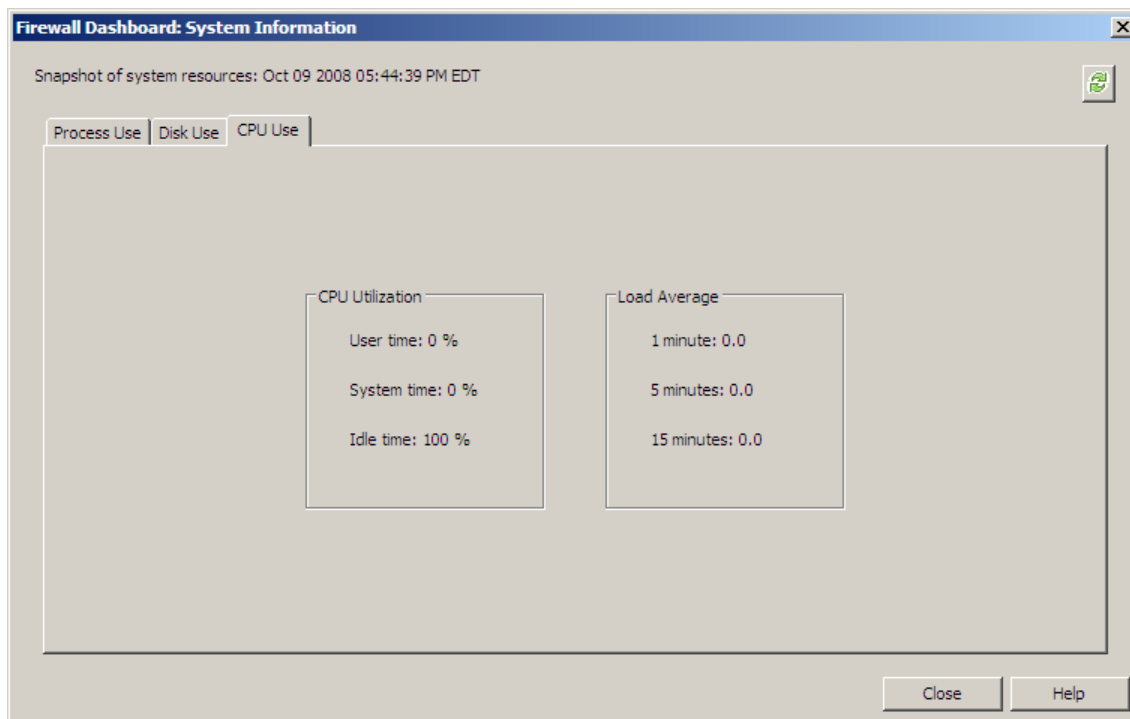 Firewall Dashboard: System Information
Snapshot of system resources: Oct 09 2008 05:44:39 PM EDT
Process Use
Disk Use
CPU Use
CPU Utilization
User time: 0 %
System time: 0 %
Idle time: 100 %
Load Average
1 minute: 0.0
5 minutes: 0.0
15 minutes: 0.0
Close
Help